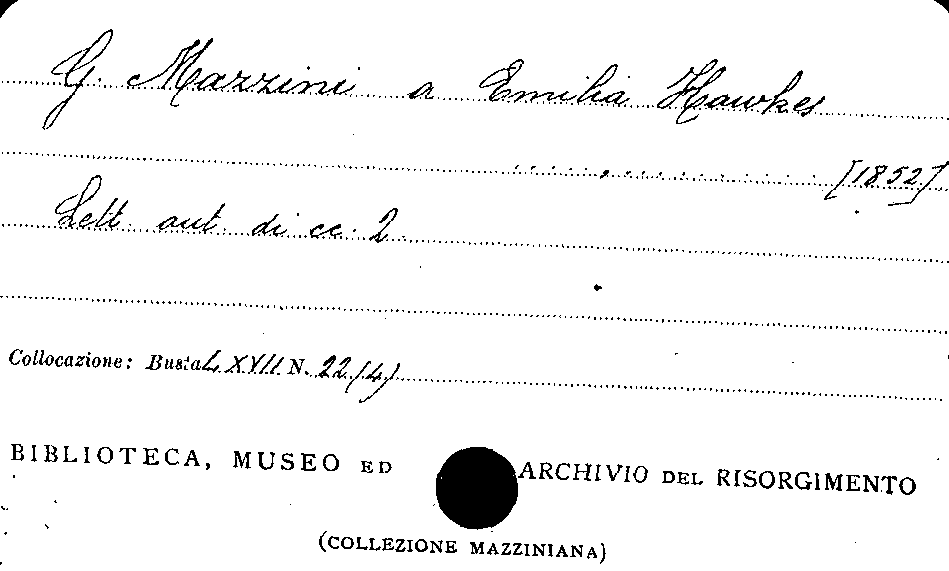 G. Mazzini a Emilia Hawkes
[1852]
Lett. aut. di cc. 2
Collocazione: Busta LXVII N. 22 (4)
BIBLIOTECA, MUSEO ED ARCHIVIO DEL RISORGIMENTO
(COLLEZIONE MAZZINIANA)